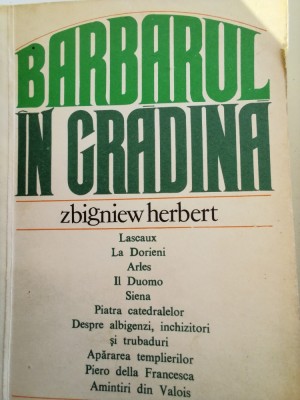 BARBARUL
ÎN GRĂDINĂ
zbigniew herbert
Lascaux
La Dorieni
Arles
Il Duomo
Siena
Piatra catedralelor
Despre albigenzi, inchizitori
și trubaduri
Apărarea templierilor
Piero della Francesca
Amintiri din Valois